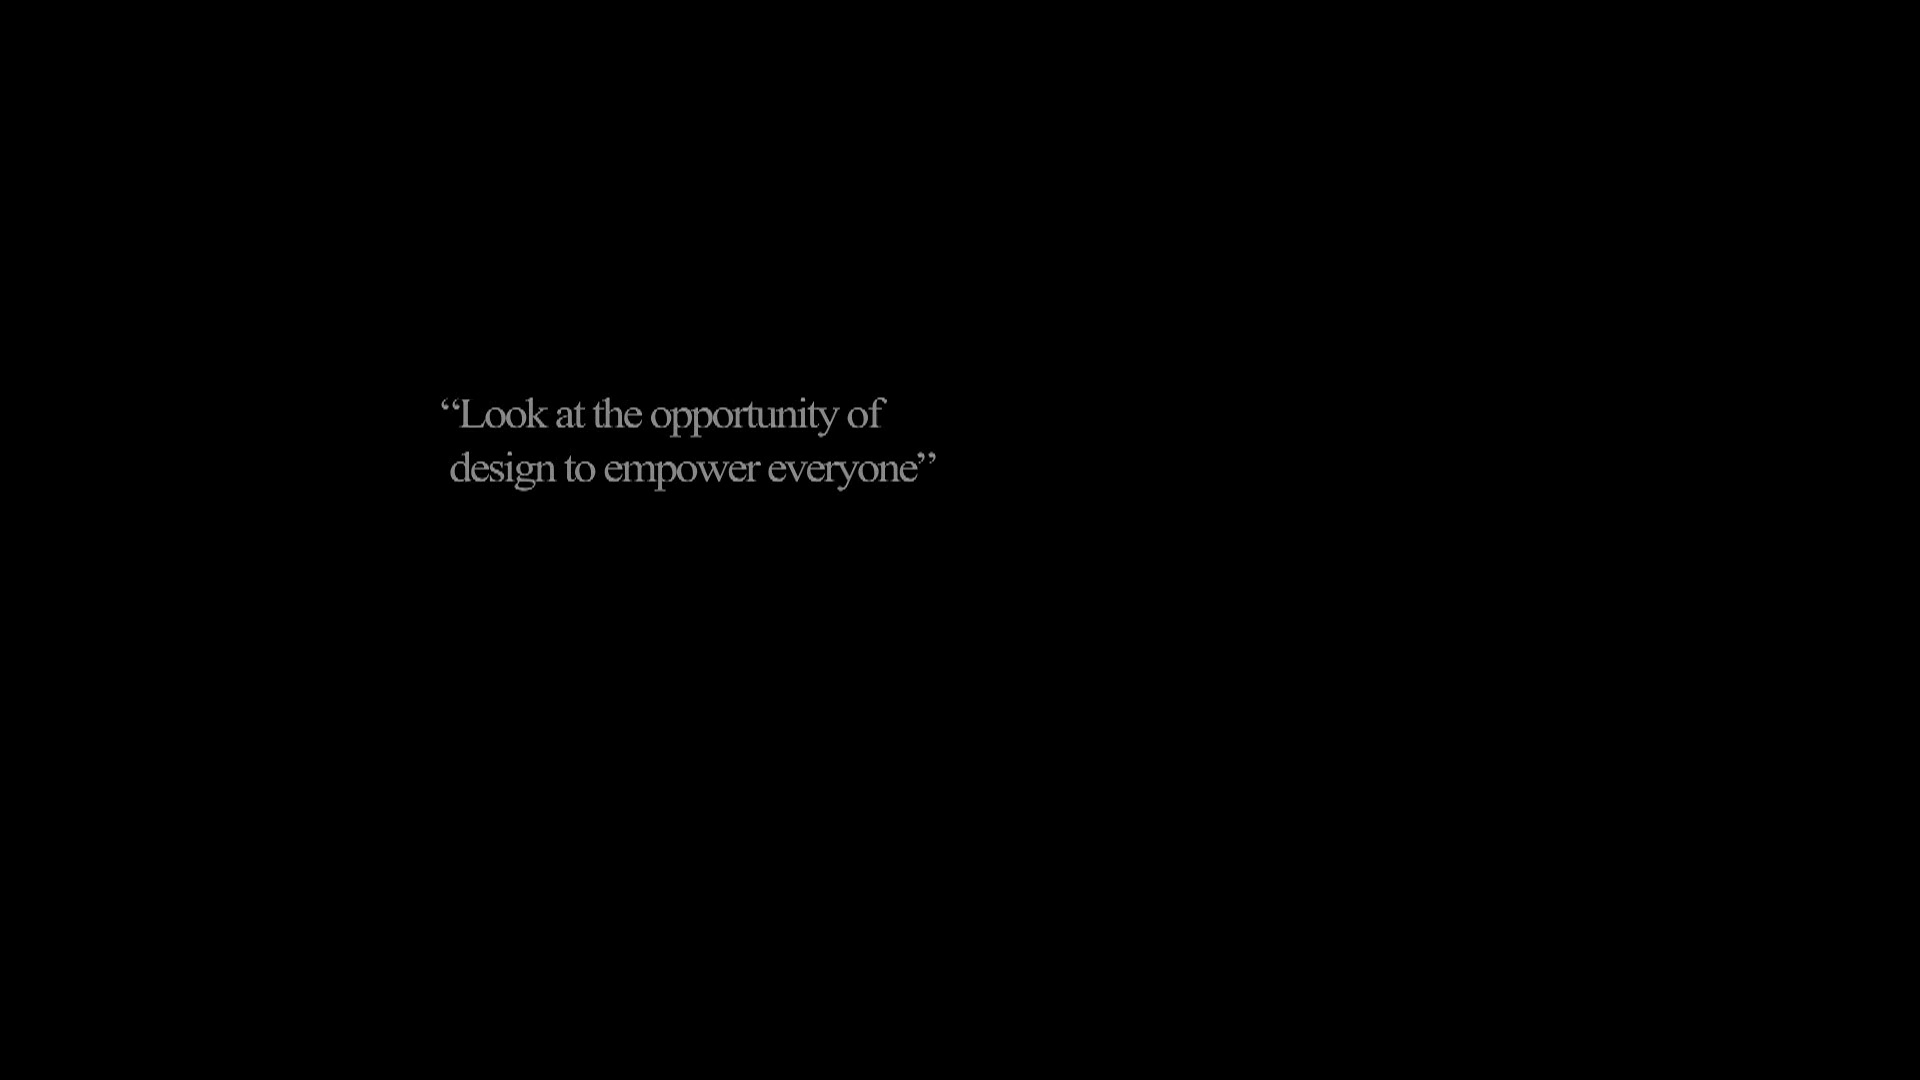 “Look at the opportunity of
design to empower everyone”